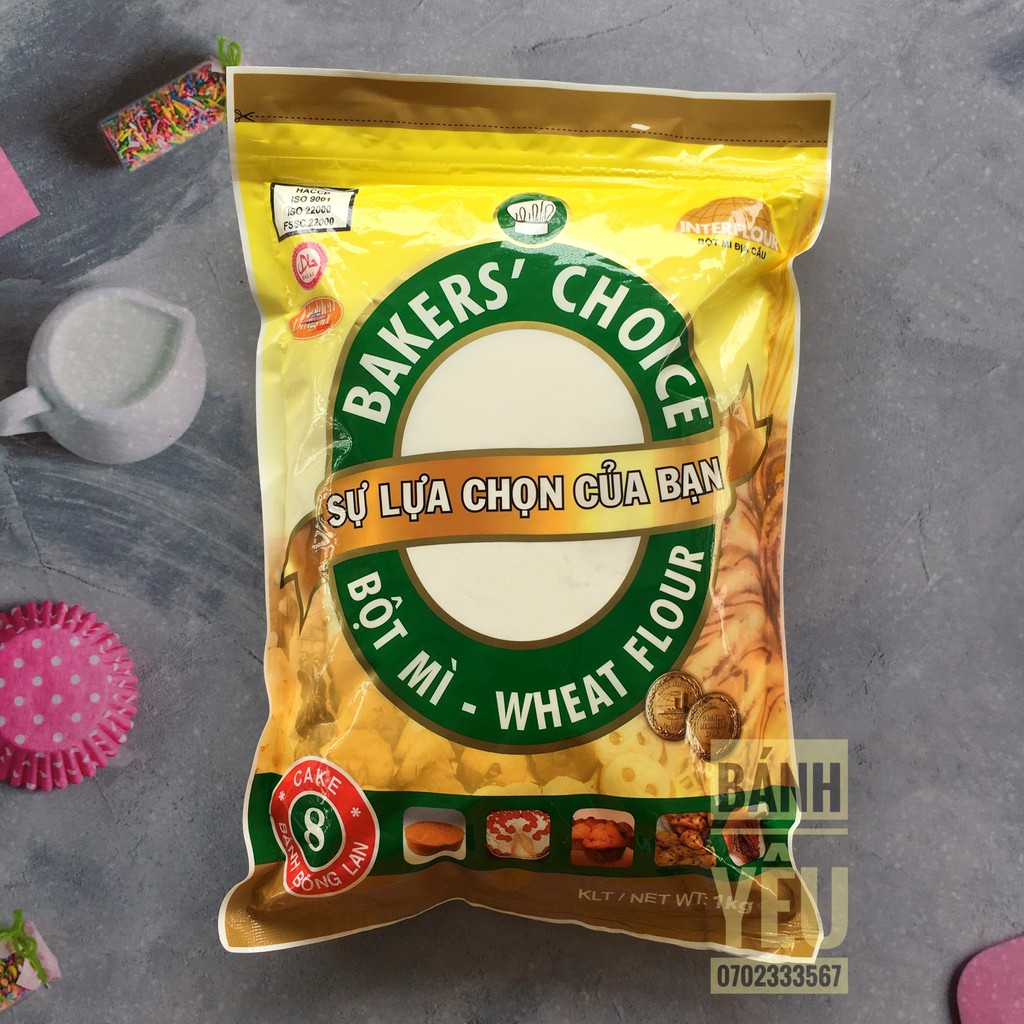 HACCP
ISO 9001
ISO 22000
FSSC 22000
INTERFLOUR
BỘT MÌ ĐỊA CẦU
BAKERS' CHOICE
SỰ LỰA CHỌN CỦA BẠN
BỘT MÌ - WHEAT FLOUR
* CAKE *
8
BÁNH BÔNG LAN
KLT / NET WT: 1kg
BÁNH
YÊU
0702333567